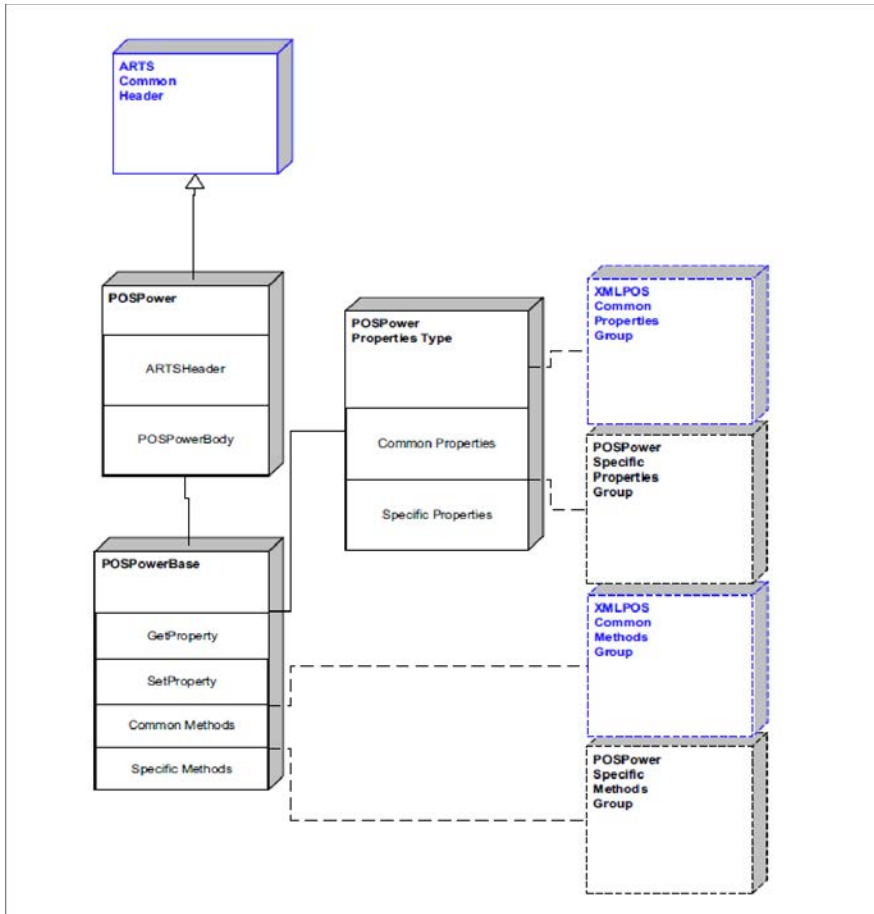 ARTS
Common
Header
POSPower
ARTSHeader
POSPowerBody
POSPower
Properties Type
Common Properties
Specific Properties
XMLPOS
Common
Properties
Group
POSPower
Specific
Properties
Group
POSPowerBase
GetProperty
SetProperty
Common Methods
Specific Methods
XMLPOS
Common
Methods
Group
POSPower
Specific
Methods
Group